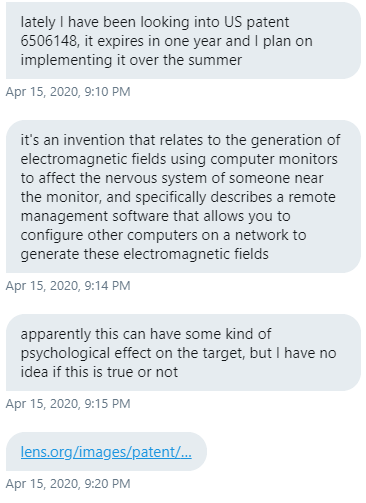 lately I have been looking into US patent
6506148, it expires in one year and I plan on
implementing it over the summer
Apr 15, 2020, 9:10 PM
it's an invention that relates to the generation of
electromagnetic fields using computer monitors
to affect the nervous system of someone near
the monitor, and specifically describes a remote
management software that allows you to
configure other computers on a network to
generate these electromagnetic fields
Apr 15, 2020, 9:14 PM
apparently this can have some kind of
psychological effect on the target, but I have no
idea if this is true or not
Apr 15, 2020, 9:15 PM
lens.org/images/patent/...
Apr 15, 2020, 9:20 PM